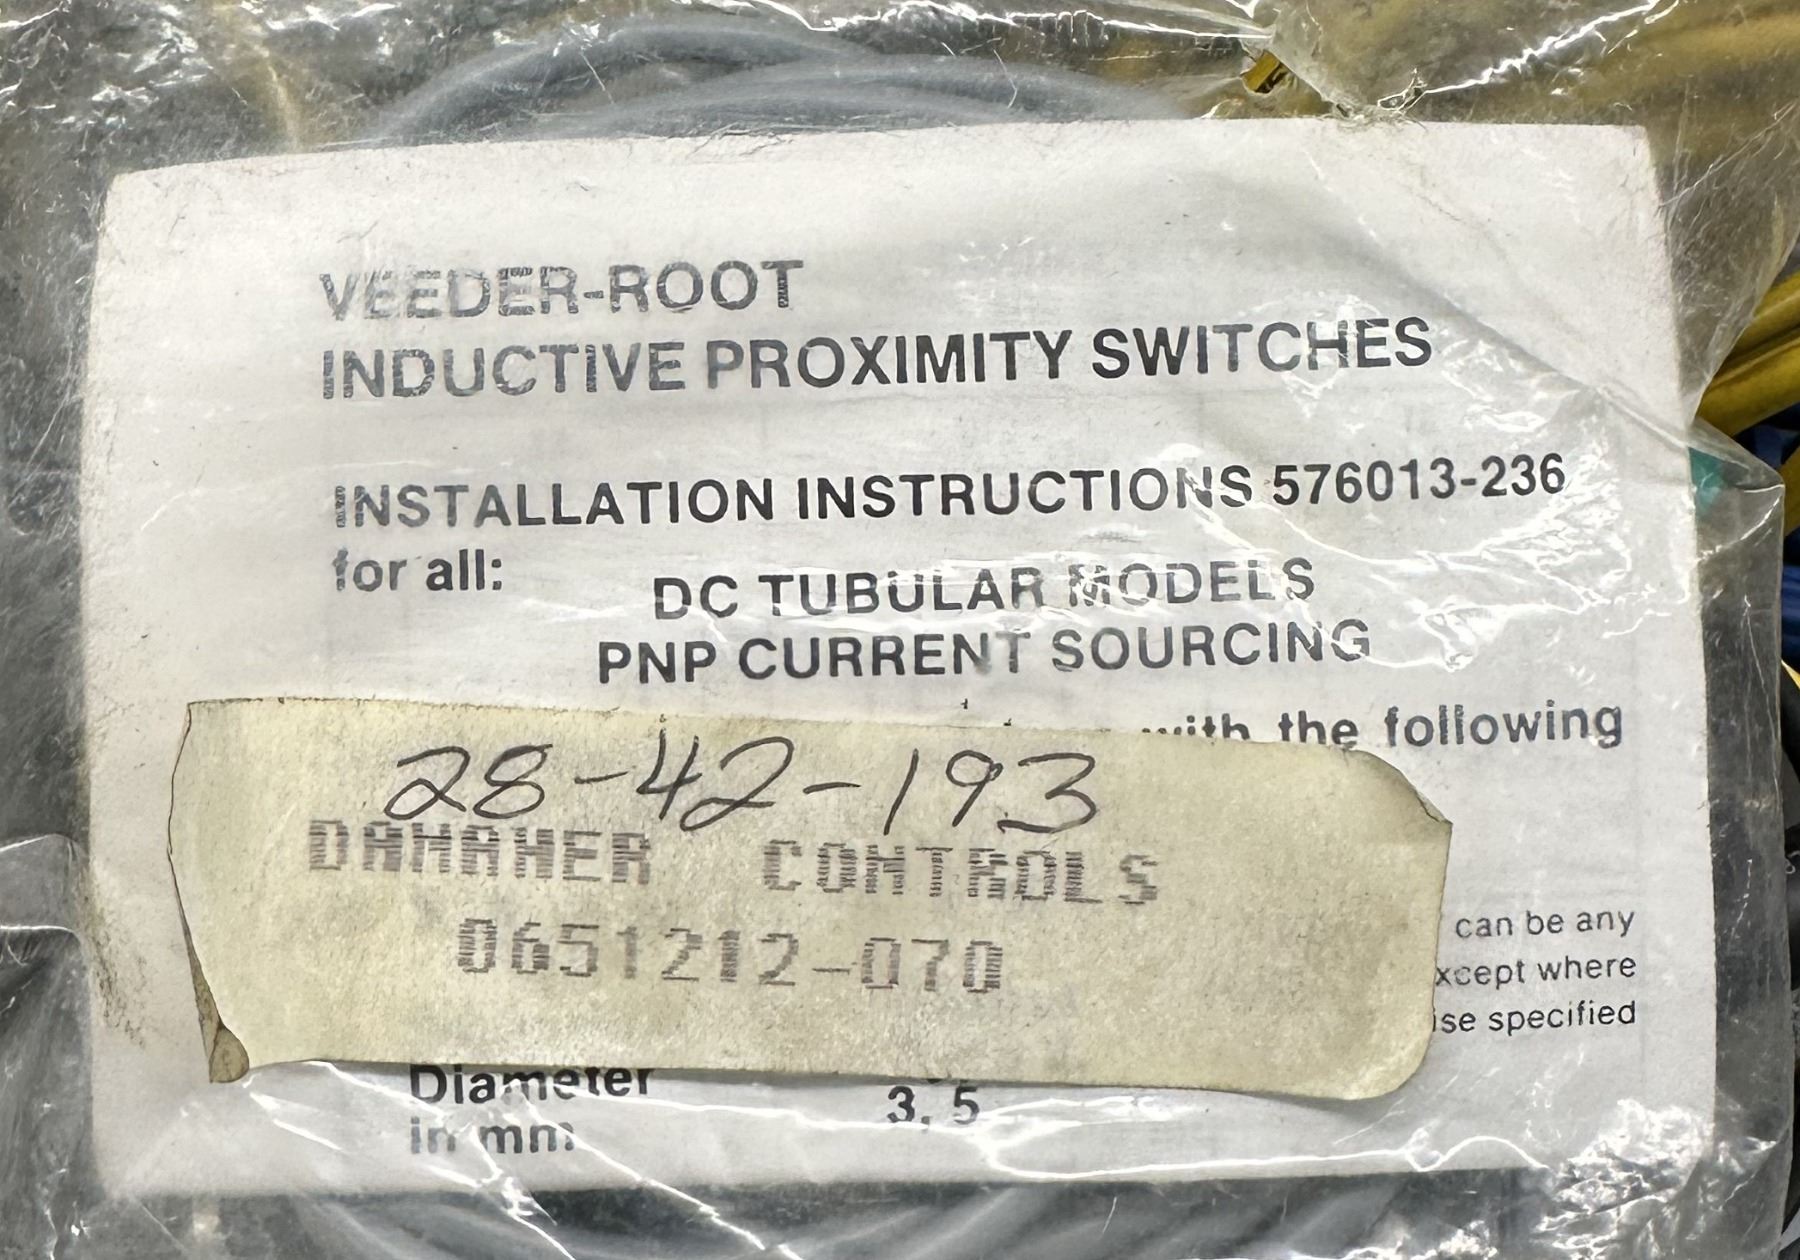 VEEDER-ROOT
INDUCTIVE PROXIMITY SWITCHES
INSTALLATION INSTRUCTIONS 576013-236
for all:
DC TUBULAR MODELS
PNP CURRENT SOURCING
with the following
28-42-193
DAHAHER CONTROLS
0651212-070
can be any
xcept where
ise specified
Diameter
3, 5
in mm